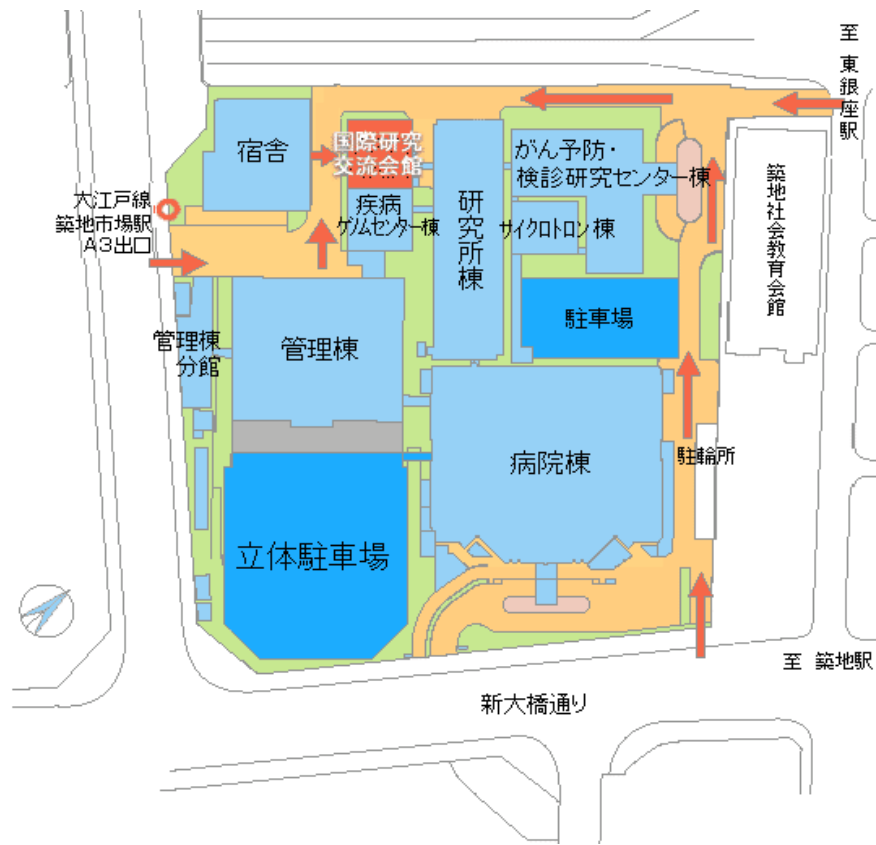 至
東銀座駅
宿舎
国際研究
交流会館
がん予防・
検診研究センター棟
大江戸線
築地市場駅
A3出口
疾病
ゲノムセンター棟
研究所棟
サイクロトロン棟
築地社会教育会館
駐車場
管理棟
分館
管理棟
病院棟
駐輪所
立体駐車場
至 築地駅
新大橋通り